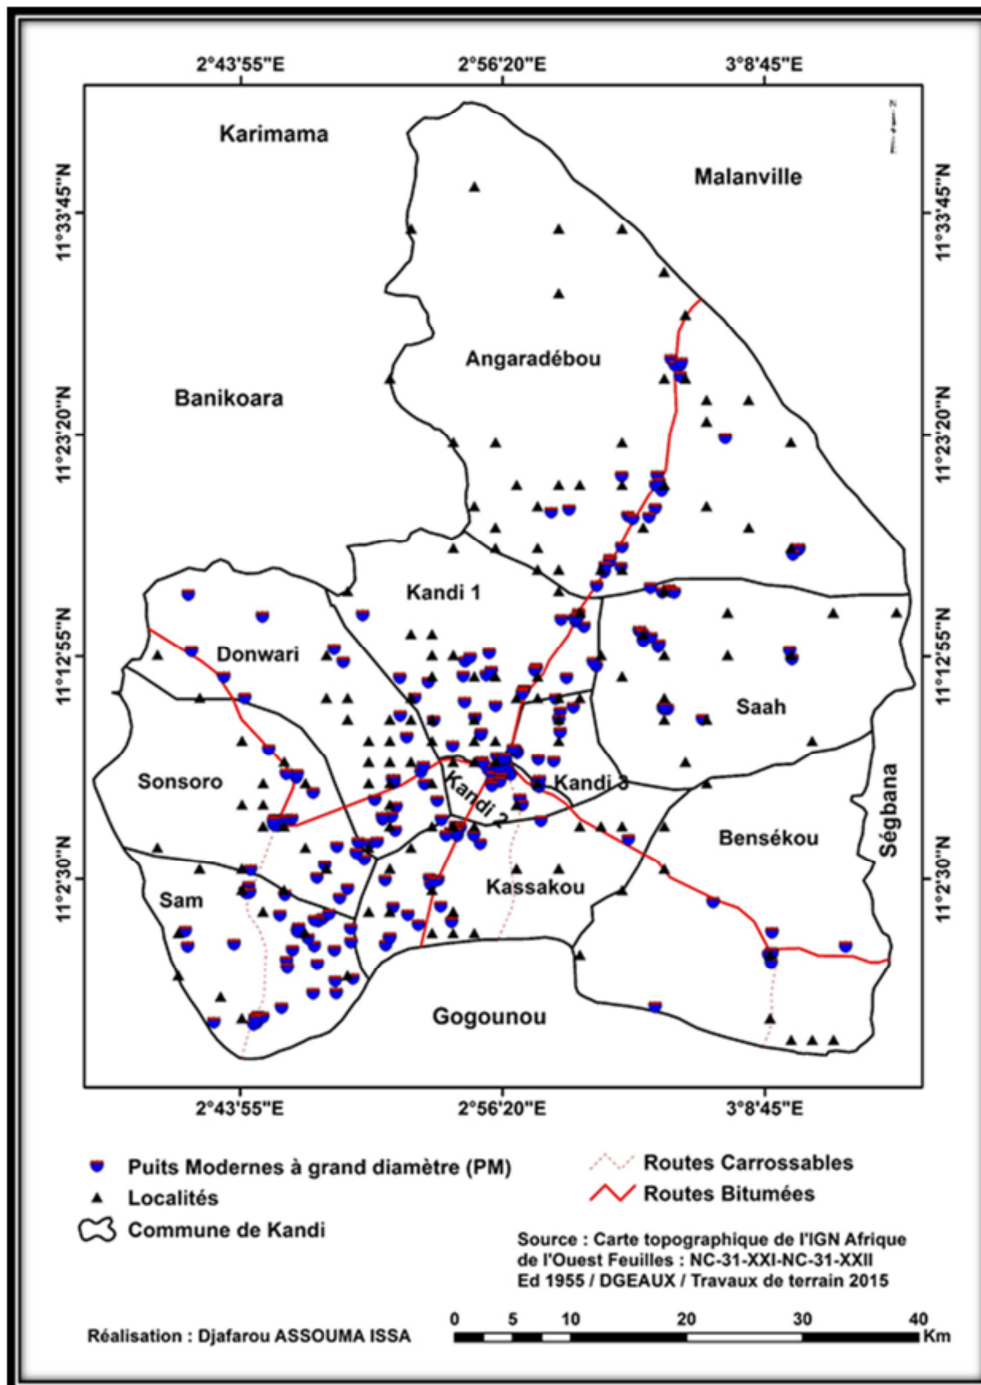 2°43'55"E 2°56'20"E 3°8'45"E
Karimama
N
Malanville
11°33'45"N 11°33'45"N
Angaradébou
Banikoara
11°23'20"N 11°23'20"N
Kandi 1
11°12'55"N 11°12'55"N
Donwari
Saah
Sonsoro
Kandi 2
Kandi 3
Bensékou
Ségbana
11°2'30"N 11°2'30"N
Sam
Kassakou
Gogounou
2°43'55"E 2°56'20"E 3°8'45"E
Puits Modernes à grand diamètre (PM)
Localités
Commune de Kandi
Routes Carrossables
Routes Bitumées
Source : Carte topographique de l'IGN Afrique
de l'Ouest Feuilles : NC-31-XXI-NC-31-XXII
Ed 1955 / DGEAUX / Travaux de terrain 2015
Réalisation : Djafarou ASSOUMA ISSA
0 5 10 20 30 40 Km